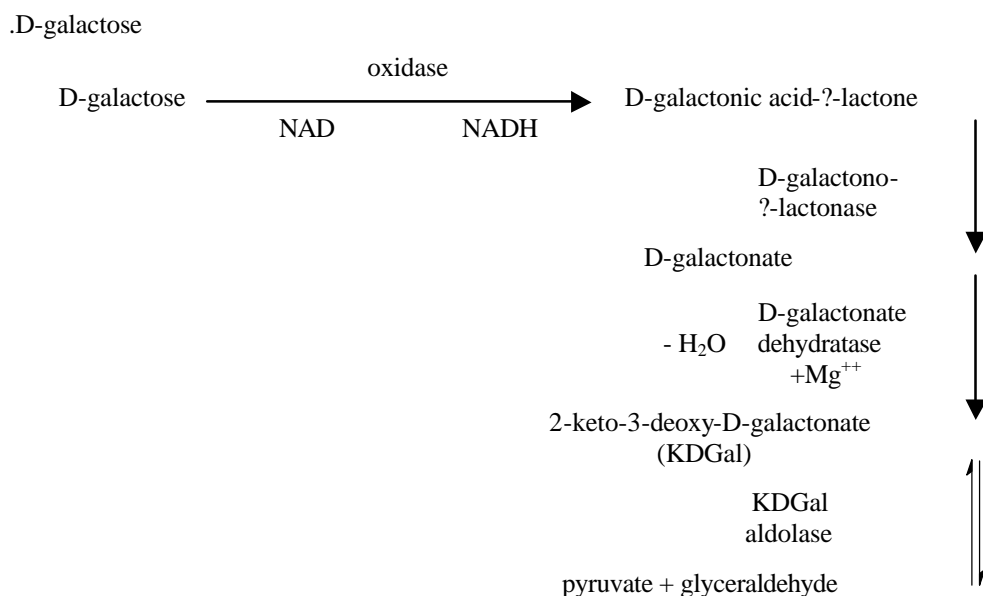 .D-galactose
oxidase
D-galactose
D-galactonic acid-?-lactone
NAD
NADH
D-galactono-
?-lactonase
D-galactonate
D-galactonate
- H₂O dehydratase
+Mg⁺⁺
2-keto-3-deoxy-D-galactonate
(KDGal)
KDGal
aldolase
pyruvate + glyceraldehyde